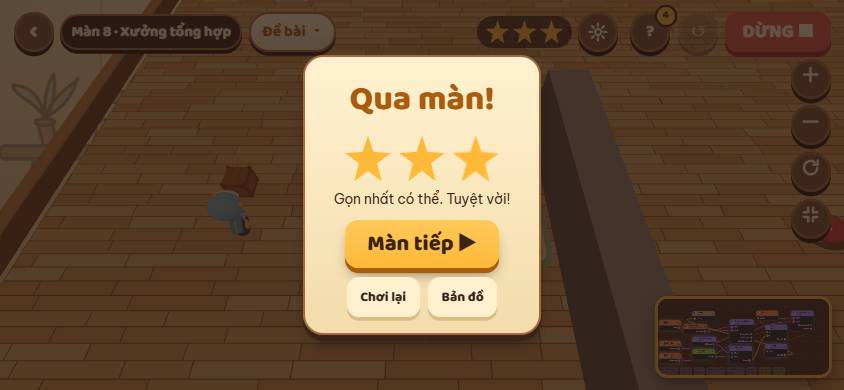 Màn 8 · Xưởng tổng hợp
Đề bài
4
?
DỪNG
Qua màn!
Gọn nhất có thể. Tuyệt vời!
Màn tiếp
Chơi lại
Bản đồ